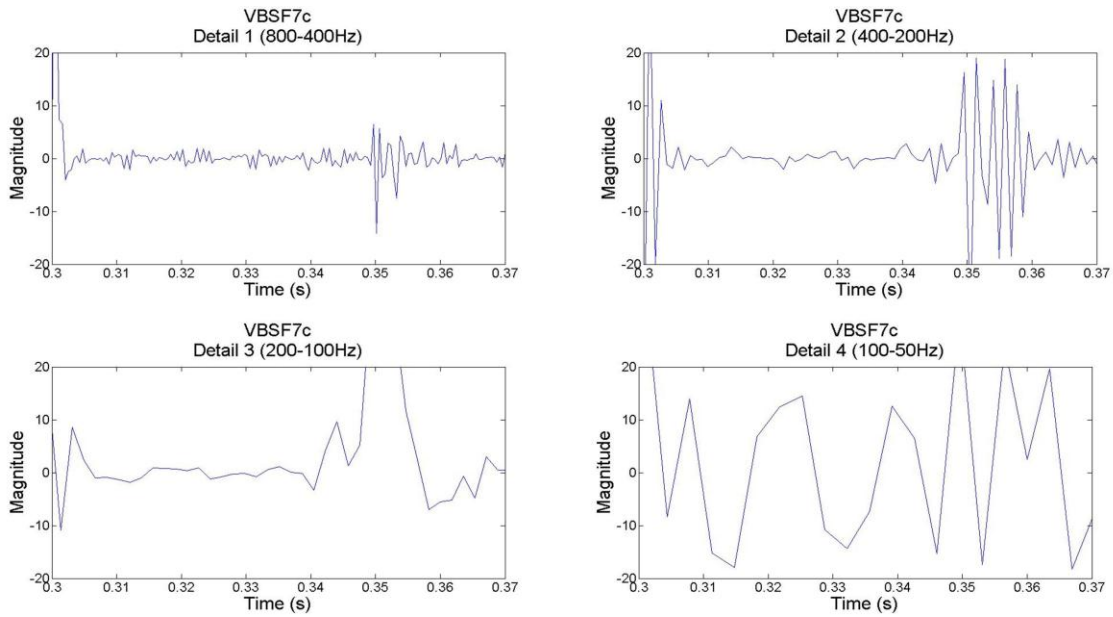 VBSF7c
Detail 1 (800-400Hz)
20
10
0
-10
-20
Magnitude
0.3 0.31 0.32 0.33 0.34 0.35 0.36 0.37
Time (s)
VBSF7c
Detail 2 (400-200Hz)
20
10
0
-10
-20
Magnitude
0.3 0.31 0.32 0.33 0.34 0.35 0.36 0.37
Time (s)
VBSF7c
Detail 3 (200-100Hz)
20
10
0
-10
-20
Magnitude
0.3 0.31 0.32 0.33 0.34 0.35 0.36 0.37
Time (s)
VBSF7c
Detail 4 (100-50Hz)
20
10
0
-10
-20
Magnitude
0.3 0.31 0.32 0.33 0.34 0.35 0.36 0.37
Time (s)